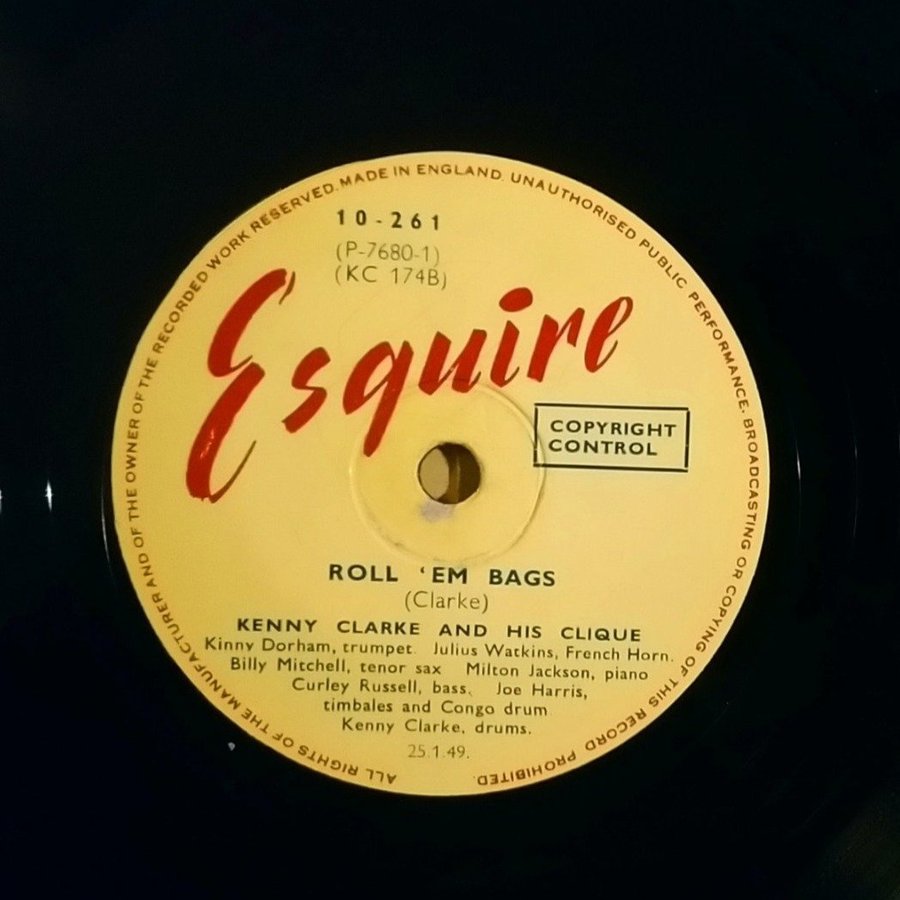 ALL RIGHTS OF THE MANUFACTURER AND OF THE OWNER OF THE RECORDED WORK RESERVED. MADE IN ENGLAND. UNAUTHORISED PUBLIC PERFORMANCE, BROADCASTING OR COPYING OF THIS RECORD PROHIBITED.
10-261
(P-7680-1)
(KC 174B)
Esquire
COPYRIGHT
CONTROL
ROLL ‘EM BAGS
(Clarke)
KENNY CLARKE AND HIS CLIQUE
Kinny Dorham, trumpet. Julius Watkins, French Horn.
Billy Mitchell, tenor sax Milton Jackson, piano
Curley Russell, bass. Joe Harris,
timbales and Congo drum
Kenny Clarke, drums.
25.1.49.